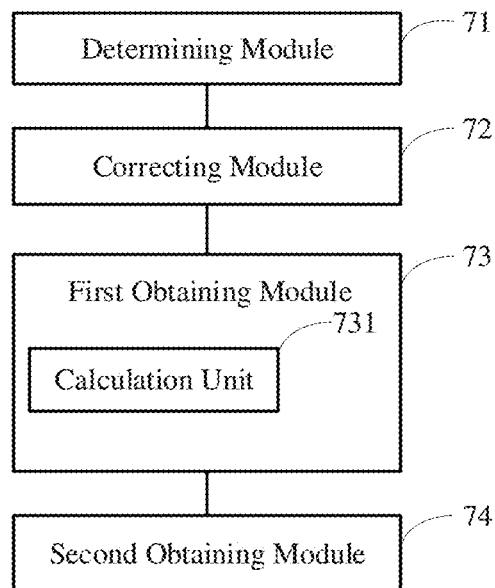 Determining Module
71
Correcting Module
72
First Obtaining Module
73
Calculation Unit
731
Second Obtaining Module
74